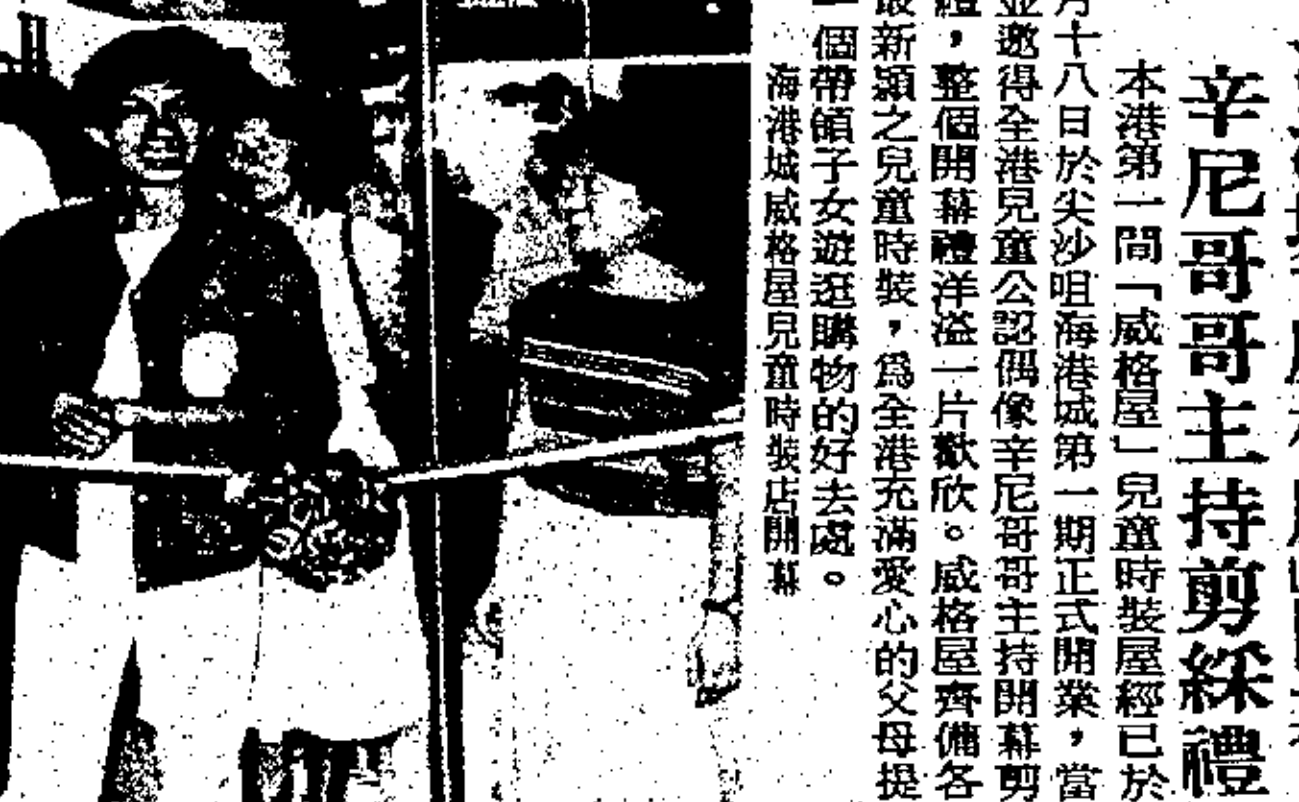 辛尼哥哥主持剪綵禮
本港第一間「威格屋」兒童時裝屋經已於
月十八日於尖沙咀海港城第一期正式開業,當
並邀得全港兒童公認偶像辛尼哥哥主持開幕剪
禮,整個開幕禮洋溢一片歡欣。威格屋齊備各
最新穎之兒童時裝,爲全港充滿愛心的父母提
一個帶領子女遊逛購物的好去處。
海港城威格屋兒童時裝店開幕